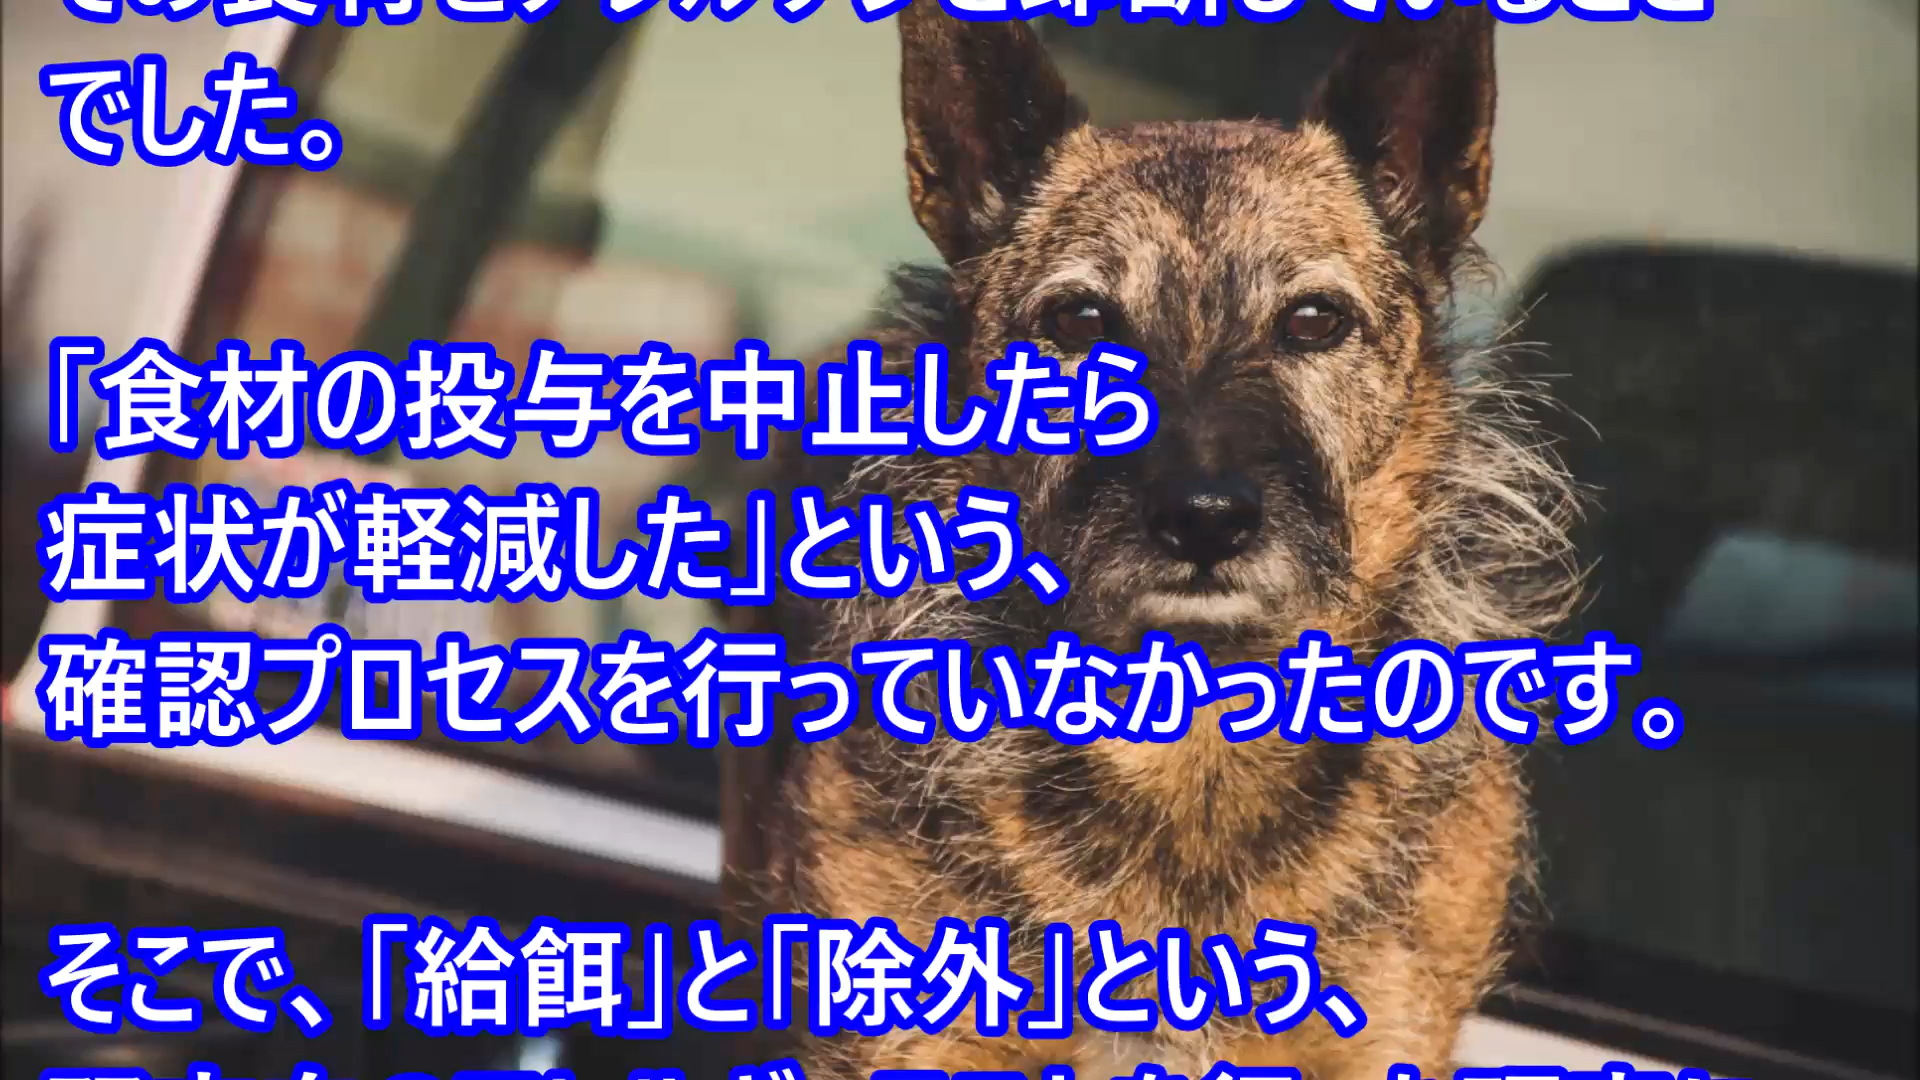 でした。
「食材の投与を中止したら
症状が軽減した」という、
確認プロセスを行っていなかったのです。
そこで、「給餌」と「除外」という、